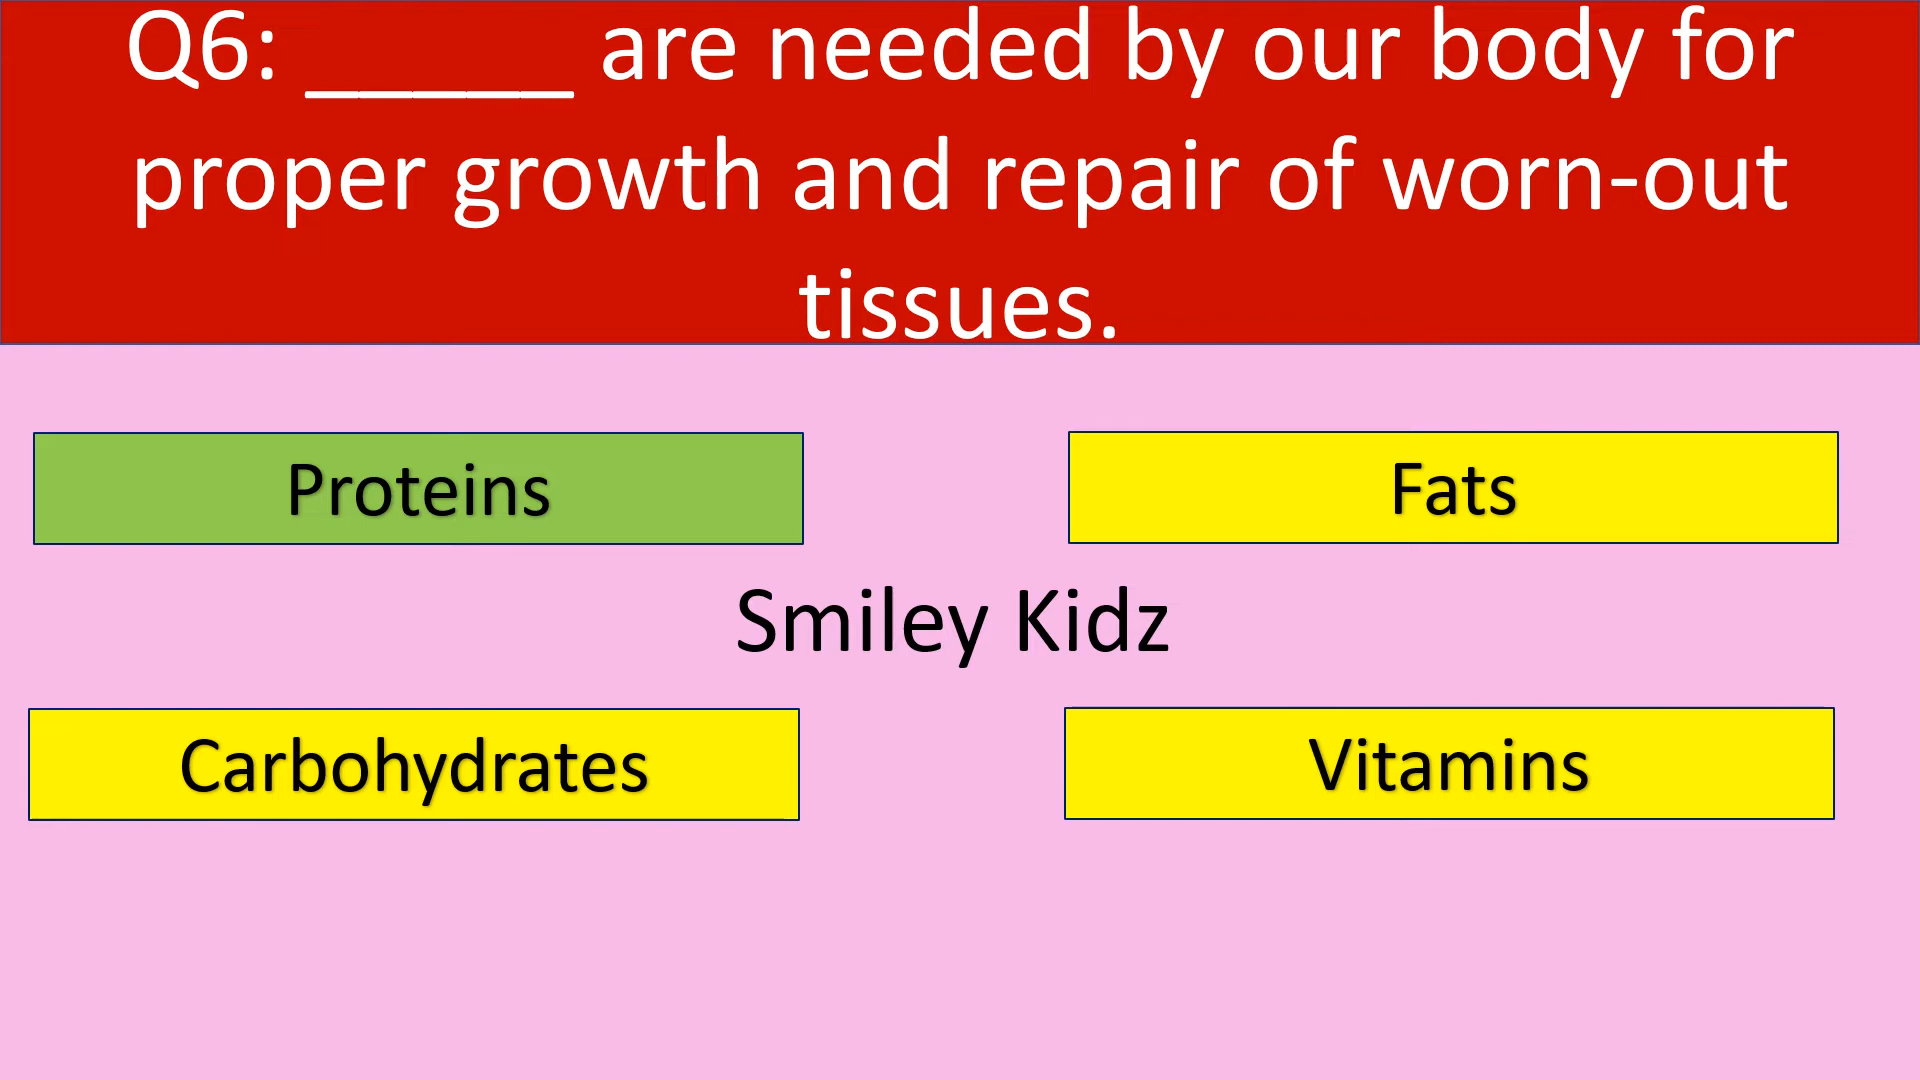 Q6: _____ are needed by our body for
proper growth and repair of worn-out
tissues.
Proteins
Fats
Smiley Kidz
Carbohydrates
Vitamins